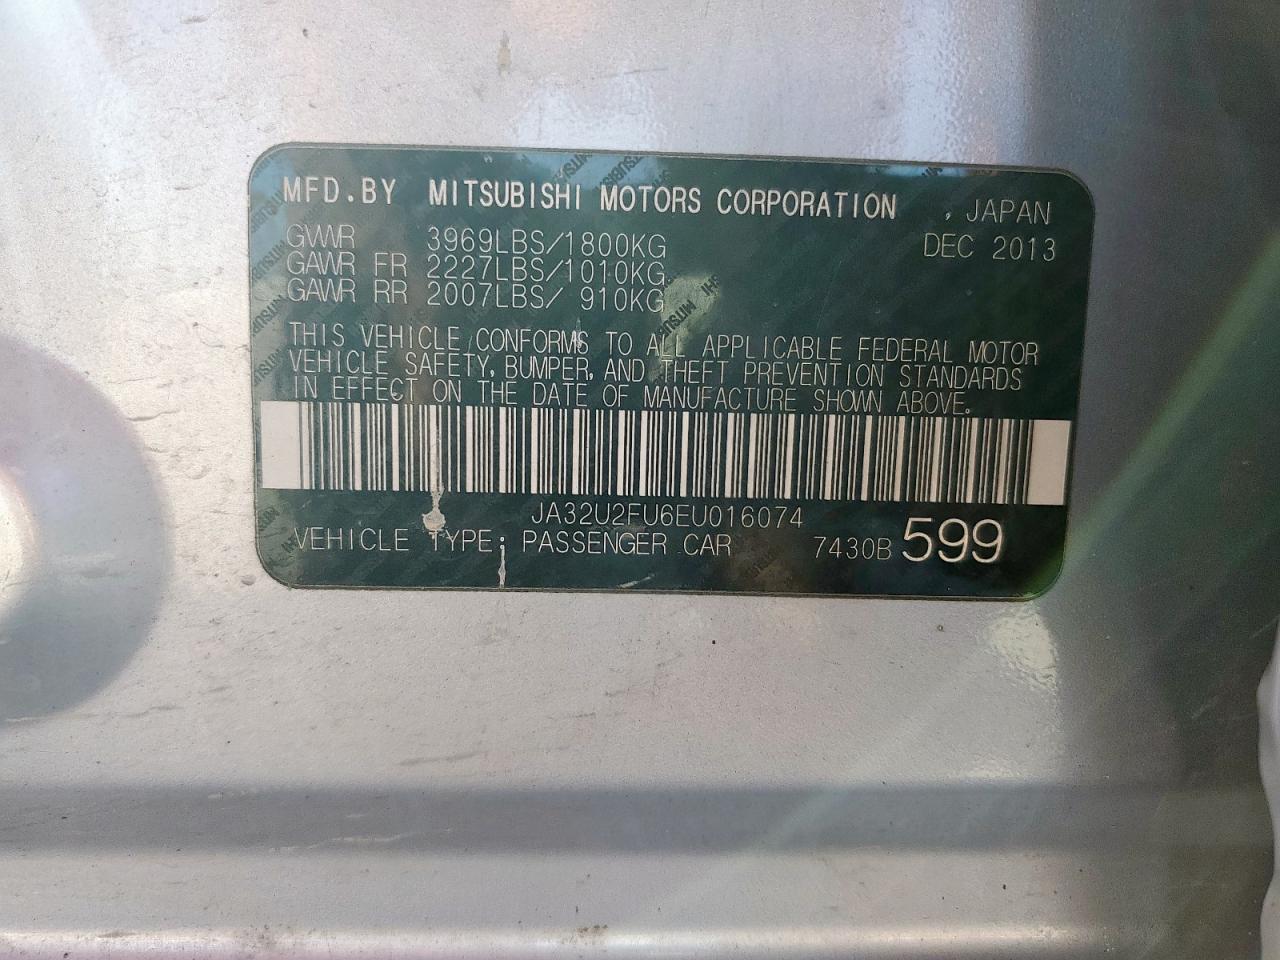 MFD.BY MITSUBISHI MOTORS CORPORATION , JAPAN
GVWR 3969LBS/1800KG DEC 2013
GAWR FR 2227LBS/1010KG
GAWR RR 2007LBS/ 910KG
THIS VEHICLE CONFORMS TO ALL APPLICABLE FEDERAL MOTOR
VEHICLE SAFETY, BUMPER, AND THEFT PREVENTION STANDARDS
IN EFFECT ON THE DATE OF MANUFACTURE SHOWN ABOVE.
JA32U2FU6EU016074
VEHICLE TYPE: PASSENGER CAR 7430B 599